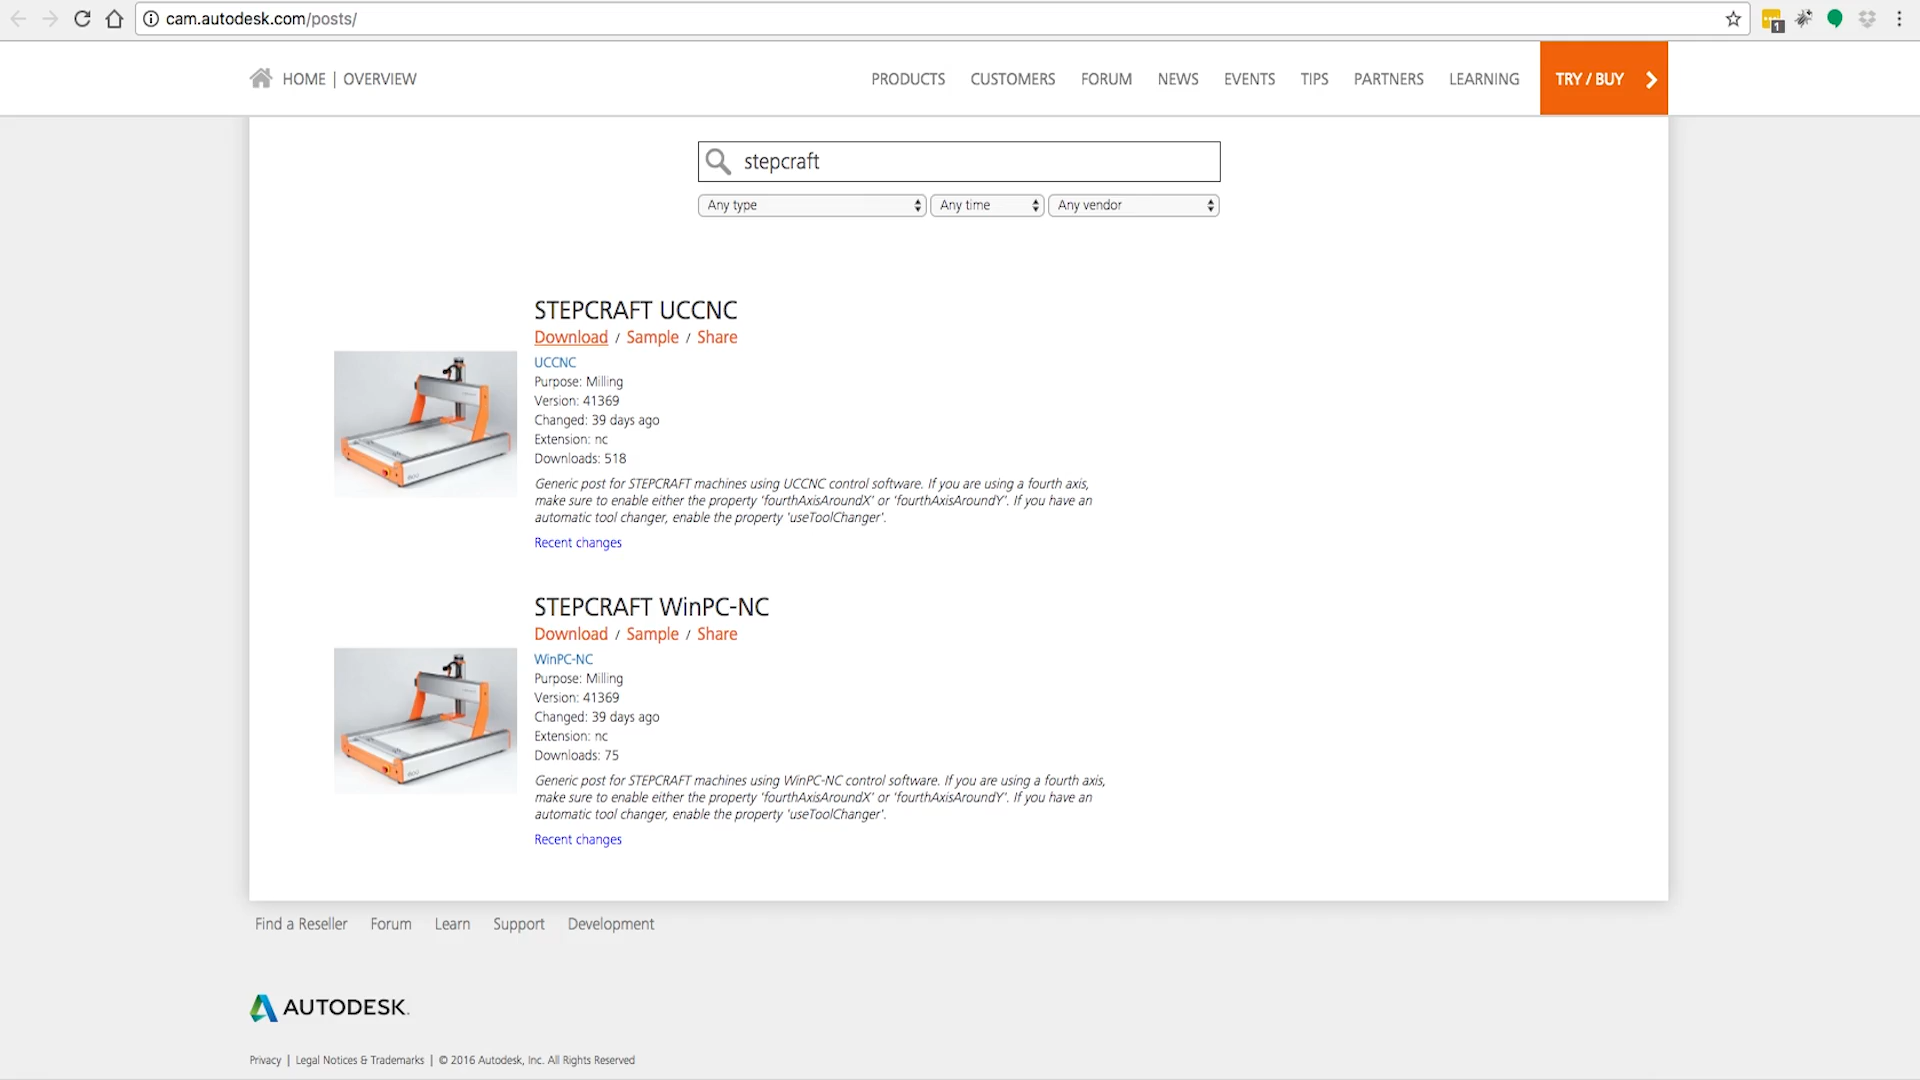 cam.autodesk.com/posts/
1
HOME | OVERVIEW
PRODUCTS CUSTOMERS FORUM NEWS EVENTS TIPS PARTNERS LEARNING TRY / BUY
stepcraft
Any type Any time Any vendor
STEPCRAFT UCCNC
Download / Sample / Share
UCCNC
Purpose: Milling
Version: 41369
Changed: 39 days ago
Extension: nc
Downloads: 518
Generic post for STEPCRAFT machines using UCCNC control software. If you are using a fourth axis,
make sure to enable either the property 'fourthAxisAroundX' or 'fourthAxisAroundY'. If you have an
automatic tool changer, enable the property 'useToolChanger'.
Recent changes
STEPCRAFT WinPC-NC
Download / Sample / Share
WinPC-NC
Purpose: Milling
Version: 41369
Changed: 39 days ago
Extension: nc
Downloads: 75
Generic post for STEPCRAFT machines using WinPC-NC control software. If you are using a fourth axis,
make sure to enable either the property 'fourthAxisAroundX' or 'fourthAxisAroundY'. If you have an
automatic tool changer, enable the property 'useToolChanger'.
Recent changes
Find a Reseller Forum Learn Support Development
AUTODESK.
Privacy | Legal Notices & Trademarks | © 2016 Autodesk, Inc. All Rights Reserved